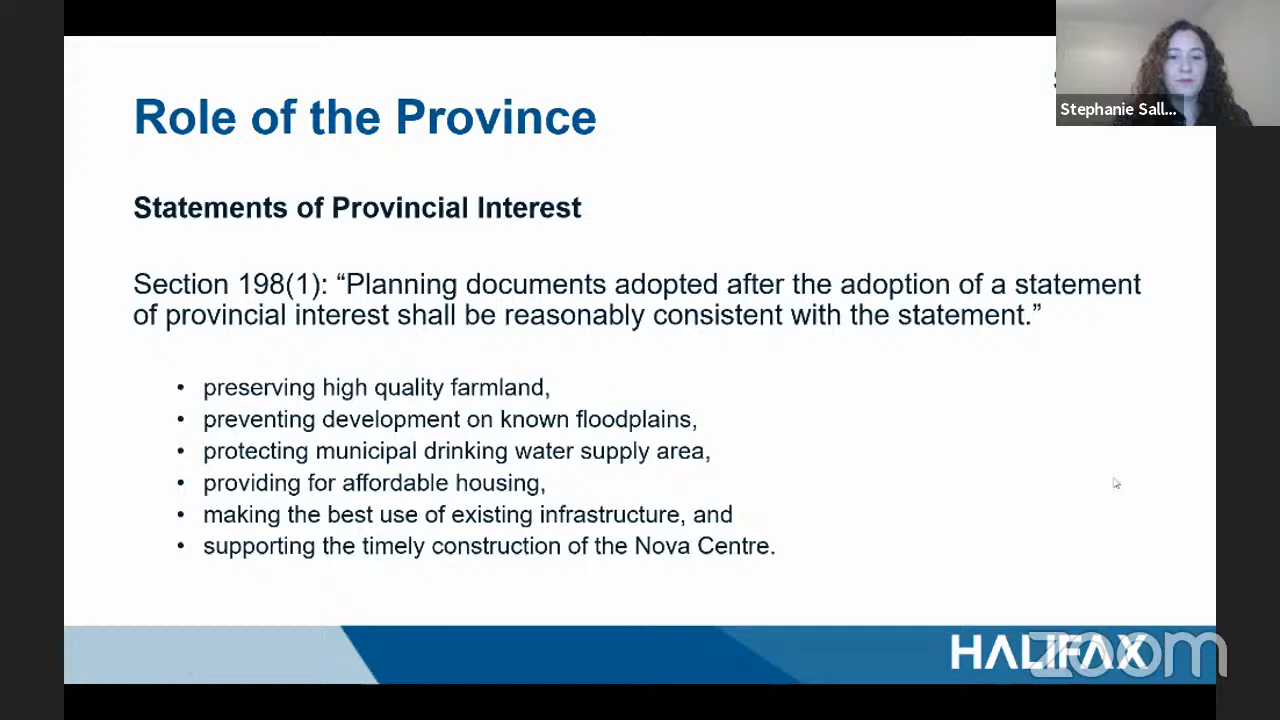 Role of the Province
Stephanie Sall...
Statements of Provincial Interest
Section 198(1): “Planning documents adopted after the adoption of a statement
of provincial interest shall be reasonably consistent with the statement.”
• preserving high quality farmland,
• preventing development on known floodplains,
• protecting municipal drinking water supply area,
• providing for affordable housing,
• making the best use of existing infrastructure, and
• supporting the timely construction of the Nova Centre.
HALIFAX
zoom